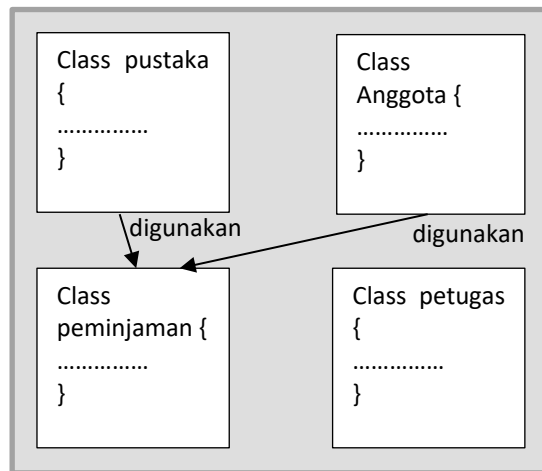 Class pustaka
{
……………
}
Class
Anggota {
……………
}
digunakan
digunakan
Class
peminjaman {
……………
}
Class petugas
{
……………
}